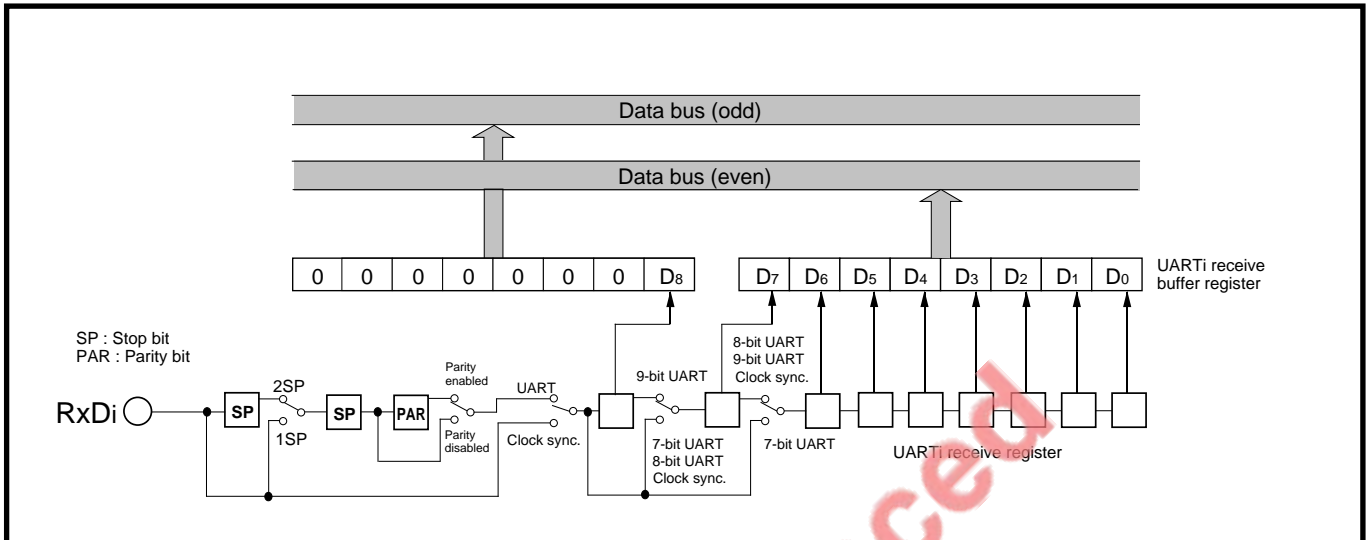 Data bus (odd)
Data bus (even)
0 0 0 0 0 0 0 D8
D7 D6 D5 D4 D3 D2 D1 D0
UARTi receive
buffer register
SP : Stop bit
PAR : Parity bit
RxDi
SP
2SP
1SP
SP
PAR
Parity
enabled
Parity
disabled
UART
Clock sync.
9-bit UART
7-bit UART
8-bit UART
Clock sync.
8-bit UART
9-bit UART
Clock sync.
7-bit UART
UARTi receive register